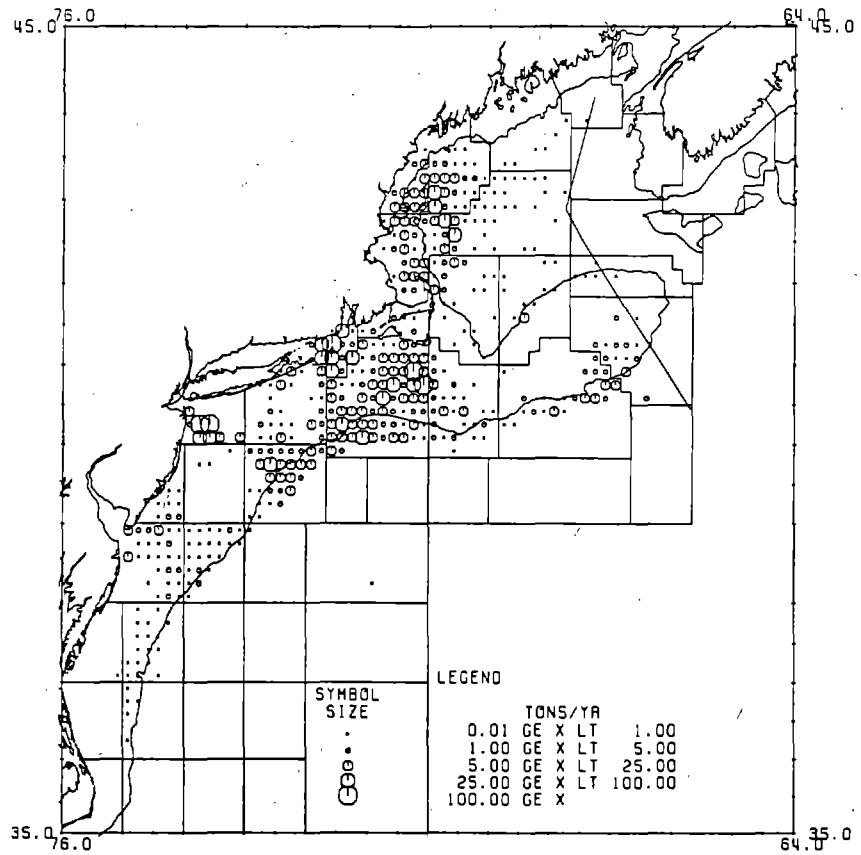 76.0 64.0
45.0 45.0
LEGEND
SYMBOL
SIZE
TONS/YR
0.01 GE X LT 1.00
1.00 GE X LT 5.00
5.00 GE X LT 25.00
25.00 GE X LT 100.00
100.00 GE X
35.0 35.0
76.0 64.0